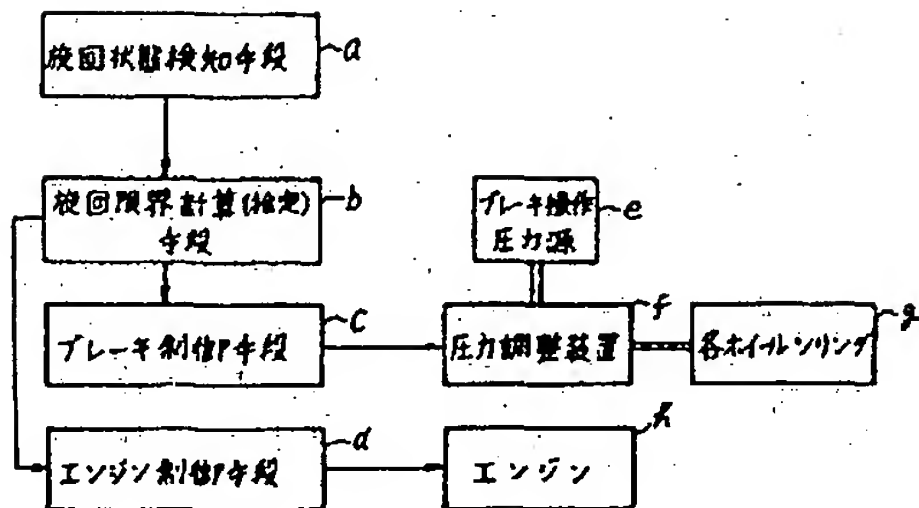 旋回状態検知手段
a
旋回限界計算(推定)
手段
b
ブレーキ操作
圧力源
e
ブレーキ制御手段
c
圧力調整装置
f
各ホイールシリンダ
g
エンジン制御手段
d
エンジン
h